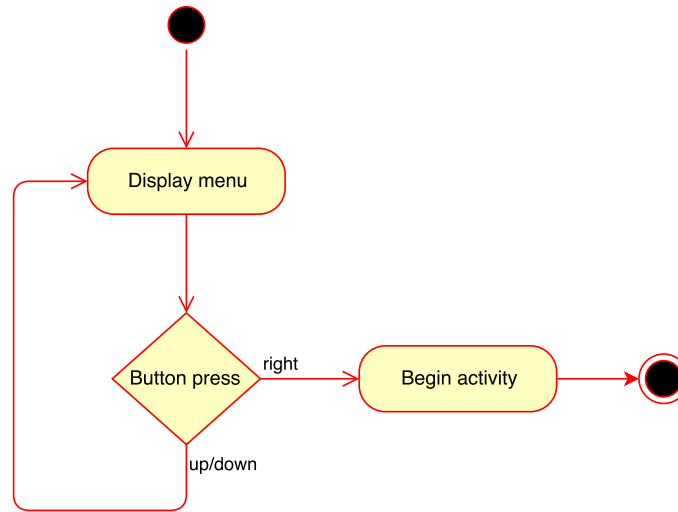 Display menu
Button press
right
Begin activity
up/down